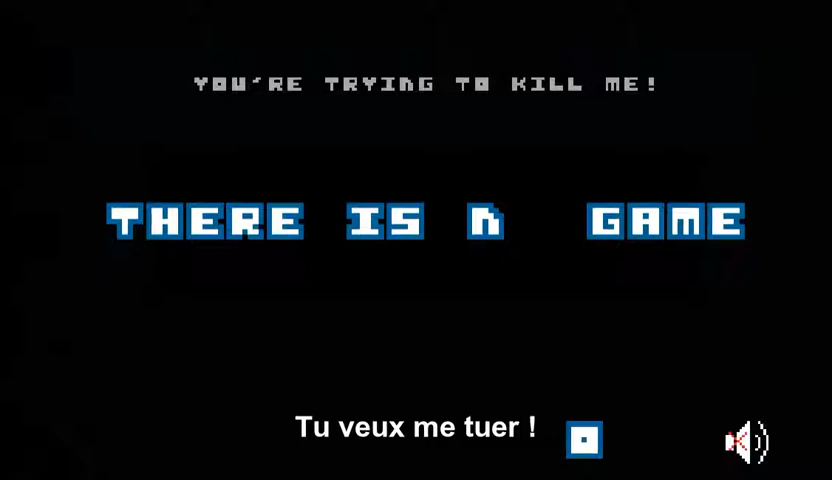 YOU'RE TRYING TO KILL ME!
THERE IS N GAME
Tu veux me tuer !
O